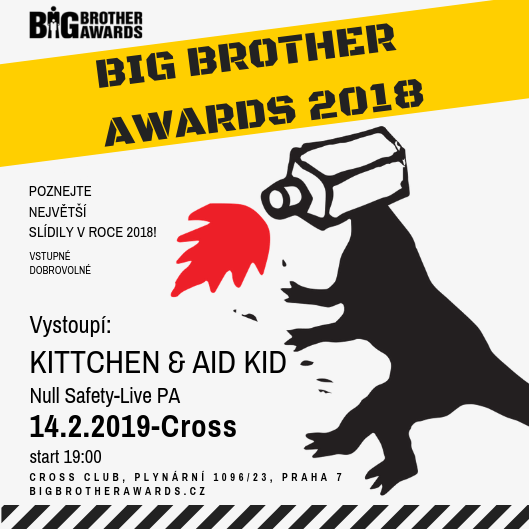 BIG BROTHER
AWARDS
BIG BROTHER
AWARDS 2018
POZNEJTE
NEJVĚTŠÍ
SLÍDILY V ROCE 2018!
VSTUPNÉ
DOBROVOLNÉ
Vystoupí:
KITTCHEN & AID KID
Null Safety-Live PA
14.2.2019-Cross
start 19:00
CROSS CLUB, PLYNÁRNÍ 1096/23, PRAHA 7
BIGBROTHERAWARDS.CZ